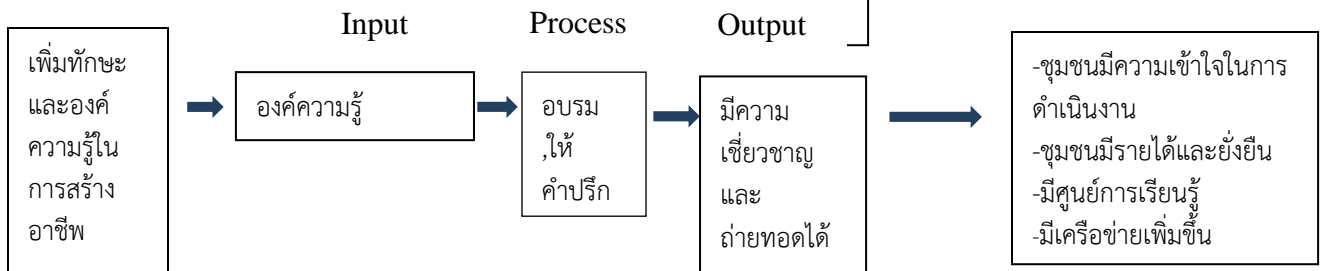 Input Process Output
เพิ่มทักษะ
และองค์
ความรู้ใน
การสร้าง
อาชีพ
องค์ความรู้
อบรม
,ให้
คำปรึก
มีความ
เชี่ยวชาญ
และ
ถ่ายทอดได้
-ชุมชนมีความเข้าใจในการ
ดำเนินงาน
-ชุมชนมีรายได้และยั่งยืน
-มีศูนย์การเรียนรู้
-มีเครือข่ายเพิ่มขึ้น